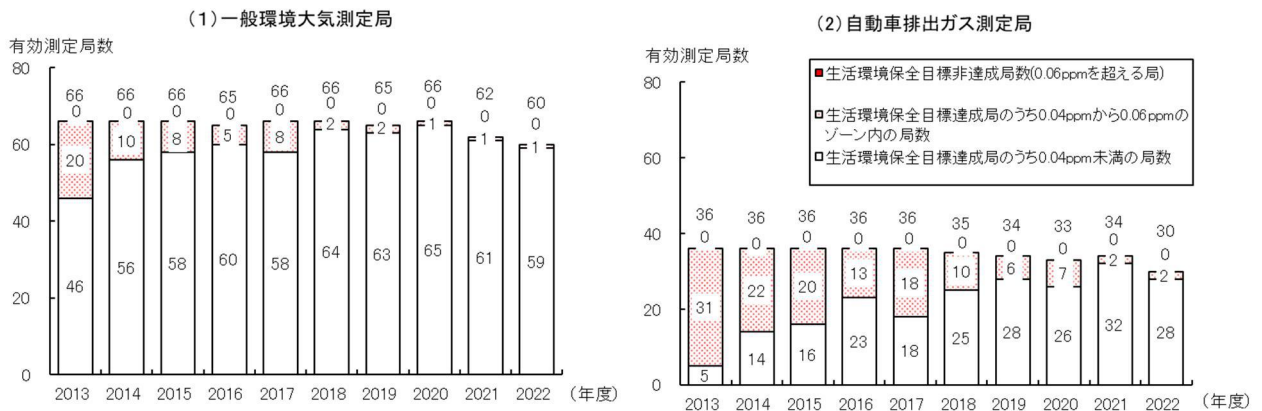 (1)一般環境大気測定局
有効測定局数
80
60
40
20
0
66 66 66 65 66 66 65 66 62 60
0 0 0 0 0 0 0 0 0 0
20 10 8 5 8 2 2 1 1 1
46 56 58 60 58 64 63 65 61 59
2013 2014 2015 2016 2017 2018 2019 2020 2021 2022 (年度)
(2)自動車排出ガス測定局
有効測定局数
生活環境保全目標非達成局数(0.06ppmを超える局)
生活環境保全目標達成局のうち0.04ppmから0.06ppmの
ゾーン内の局数
生活環境保全目標達成局のうち0.04ppm未満の局数
80
60
40
20
0
36 36 36 36 36 35 34 33 34 30
0 0 0 0 0 0 0 0 0 0
31 22 20 13 18 10 6 7 2 2
5 14 16 23 18 25 28 26 32 28
2013 2014 2015 2016 2017 2018 2019 2020 2021 2022 (年度)